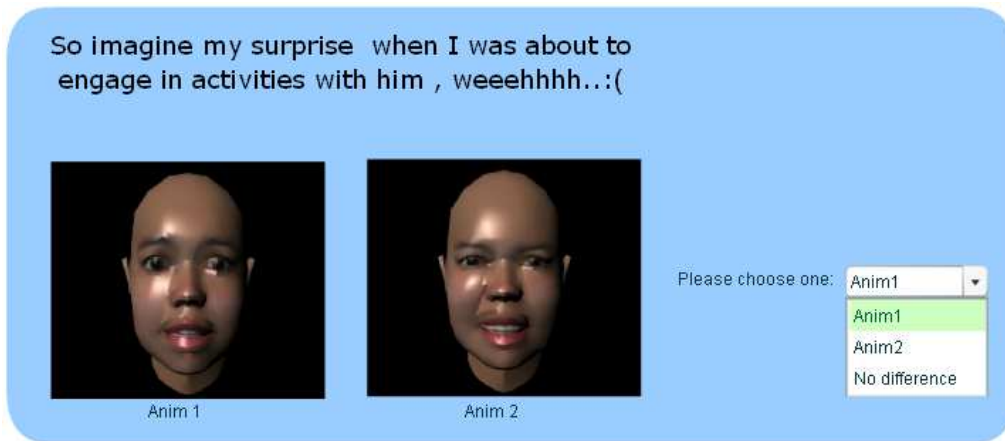 So imagine my surprise when I was about to
engage in activities with him , weeehhhh..:(
Please choose one:
Anim1
Anim1
Anim2
No difference
Anim 1
Anim 2